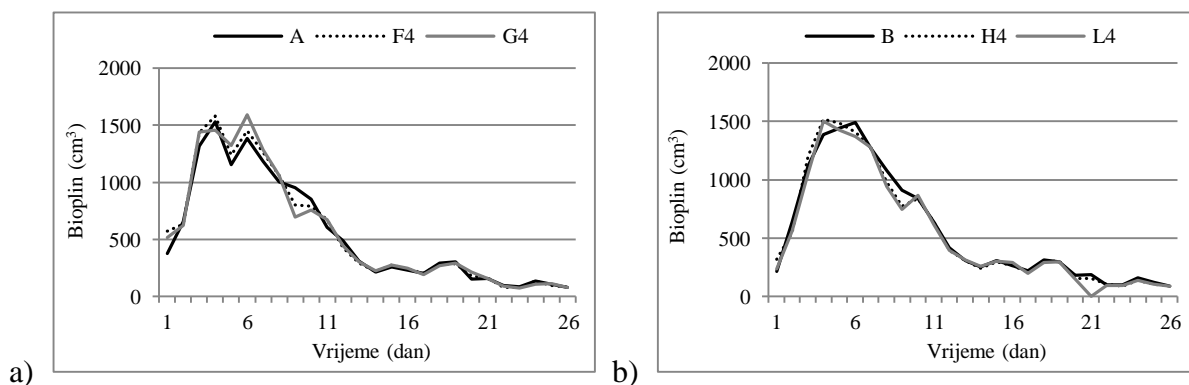 A F4 G4
2000
1500
1000
500
0
Bioplin (cm³)
1 6 11 16 21 26
Vrijeme (dan)
a)
B H4 L4
2000
1500
1000
500
0
Bioplin (cm³)
1 6 11 16 21 26
Vrijeme (dan)
b)